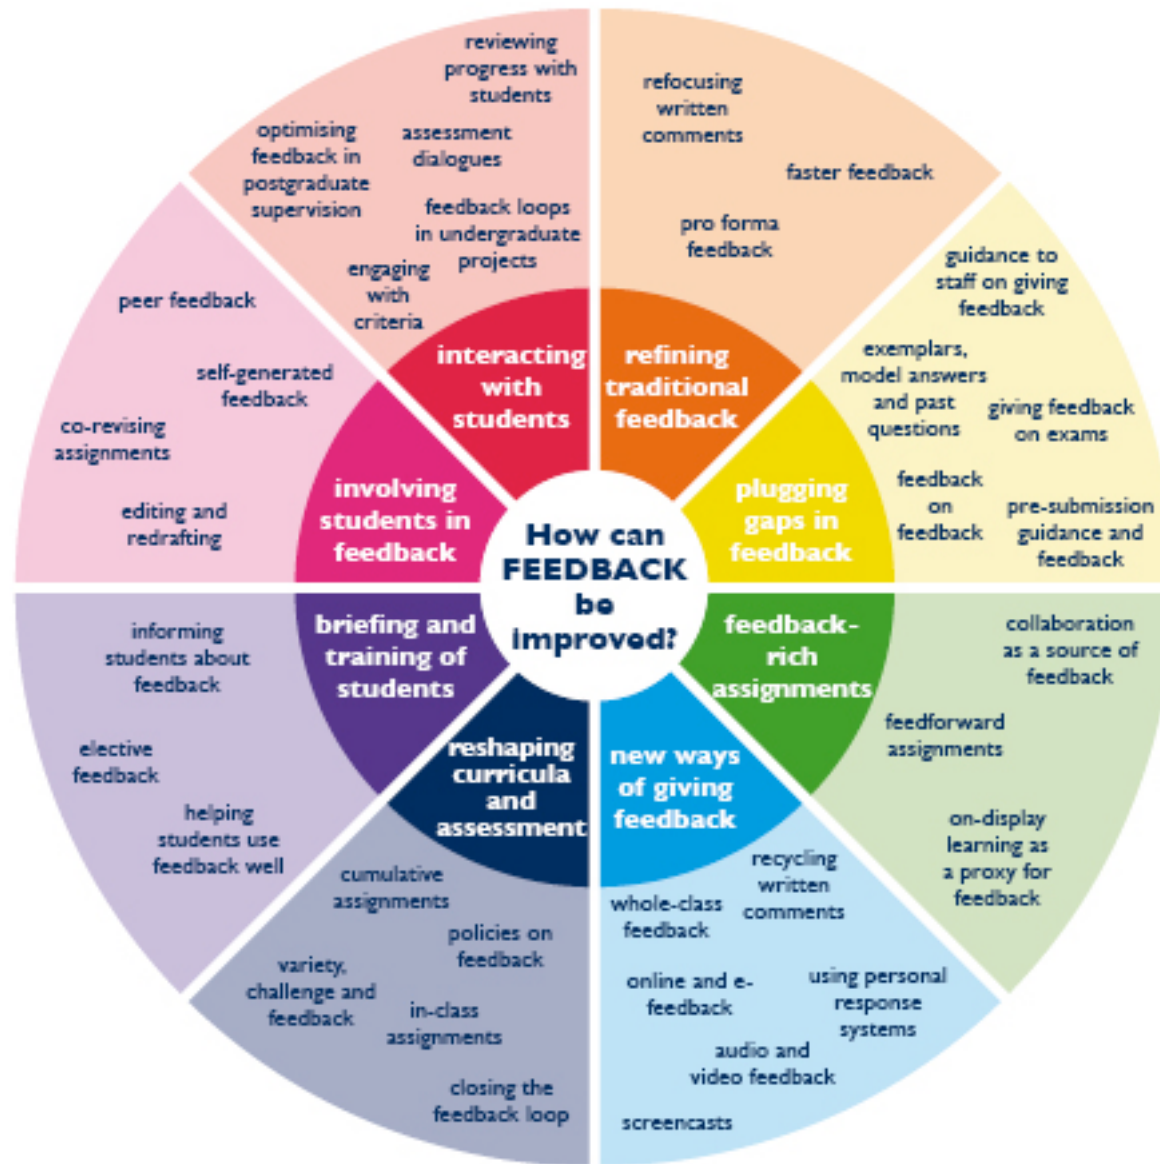 How can
FEEDBACK
be
improved?
refining
traditional
feedback
refocusing
written
comments
faster feedback
pro forma
feedback
plugging
gaps in
feedback
guidance to
staff on giving
feedback
exemplars,
model answers
and past
questions
giving feedback
on exams
feedback
on
feedback
pre-submission
guidance and
feedback
feedback-
rich
assignments
collaboration
as a source of
feedback
feedforward
assignments
on-display
learning as
a proxy for
feedback
new ways
of giving
feedback
recycling
written
comments
whole-class
feedback
online and e-
feedback
using personal
response
systems
audio and
video feedback
screencasts
reshaping
curricula
and
assessment
cumulative
assignments
policies on
feedback
variety,
challenge and
feedback
in-class
assignments
closing the
feedback loop
briefing and
training of
students
informing
students about
feedback
elective
feedback
helping
students use
feedback well
involving
students in
feedback
peer feedback
self-generated
feedback
co-revising
assignments
editing and
redrafting
interacting
with
students
reviewing
progress with
students
optimising
feedback in
postgraduate
supervision
assessment
dialogues
feedback loops
in undergraduate
projects
engaging
with
criteria